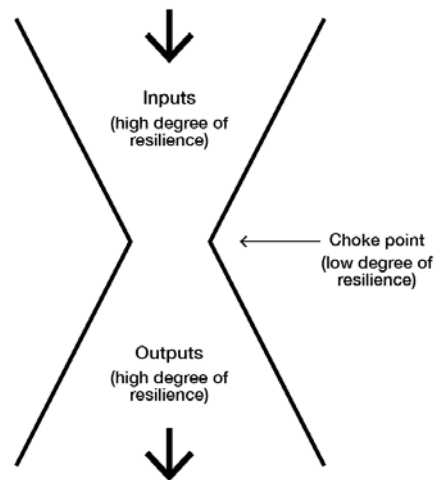 Inputs
(high degree of
resilience)
Choke point
(low degree of
resilience)
Outputs
(high degree of
resilience)